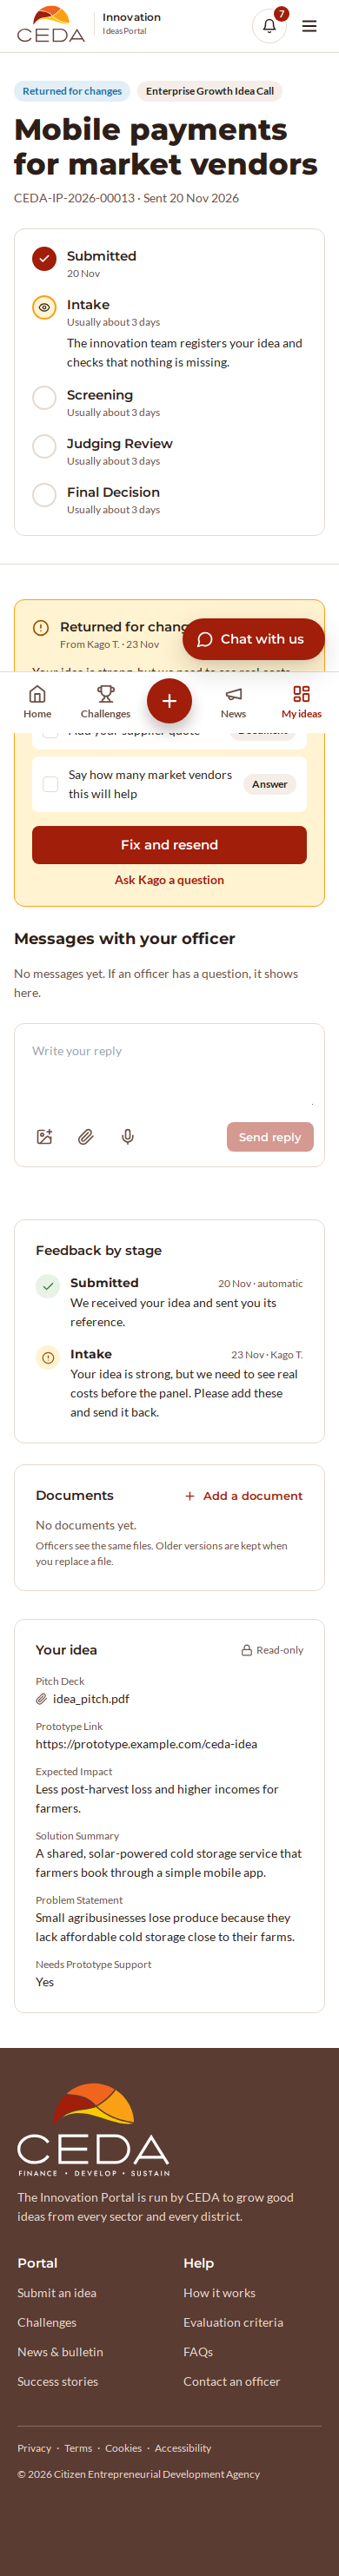 CEDA
Innovation
IdeasPortal
7
Returned for changes
Enterprise Growth Idea Call
Mobile payments
for market vendors
CEDA-IP-2026-00013 · Sent 20 Nov 2026
Submitted
20 Nov
Intake
Usually about 3 days
The innovation team registers your idea and
checks that nothing is missing.
Screening
Usually about 3 days
Judging Review
Usually about 3 days
Final Decision
Usually about 3 days
Returned for
From Kago T. · 23 Nov
Chat with us
Home
Challenges
News
My ideas
Say how many market vendors
this will help
Answer
Fix and resend
Ask Kago a question
Messages with your officer
No messages yet. If an officer has a question, it shows
here.
Write your reply
Send reply
Feedback by stage
Submitted
20 Nov · automatic
We received your idea and sent you its
reference.
Intake
23 Nov · Kago T.
Your idea is strong, but we need to see real
costs before the panel. Please add these
and send it back.
Documents
Add a document
No documents yet.
Officers see the same files. Older versions are kept when
you replace a file.
Your idea
Read-only
Pitch Deck
idea_pitch.pdf
Prototype Link
https://prototype.example.com/ceda-idea
Expected Impact
Less post-harvest loss and higher incomes for
farmers.
Solution Summary
A shared, solar-powered cold storage service that
farmers book through a simple mobile app.
Problem Statement
Small agribusinesses lose produce because they
lack affordable cold storage close to their farms.
Needs Prototype Support
Yes
CEDA
FINANCE • DEVELOP • SUSTAIN
The Innovation Portal is run by CEDA to grow good
ideas from every sector and every district.
Portal
Help
Submit an idea
How it works
Challenges
Evaluation criteria
News & bulletin
FAQs
Success stories
Contact an officer
Privacy · Terms · Cookies · Accessibility
© 2026 Citizen Entrepreneurial Development Agency